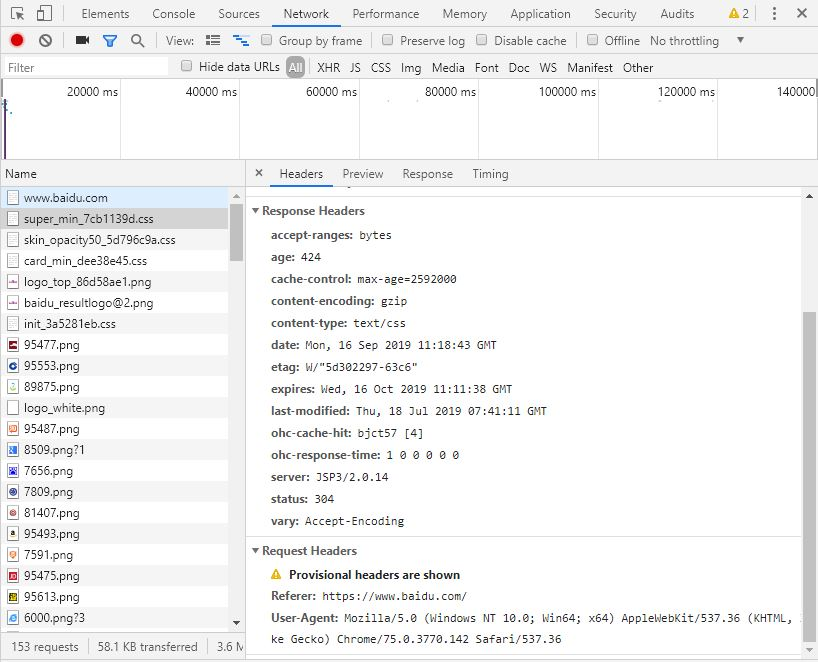 Elements Console Sources Network Performance Memory Application Security Audits 2
View: Group by frame Preserve log Disable cache Offline No throttling
Filter Hide data URLs All XHR JS CSS Img Media Font Doc WS Manifest Other
20000 ms 40000 ms 60000 ms 80000 ms 100000 ms 120000 ms 140000
Name
www.baidu.com
super_min_7cb1139d.css
skin_opacity50_5d796c9a.css
card_min_dee38e45.css
logo_top_86d58ae1.png
baidu_resultlogo@2.png
init_3a5281eb.css
95477.png
95553.png
89875.png
logo_white.png
95487.png
8509.png?1
7656.png
7809.png
81407.png
95493.png
7591.png
95475.png
95613.png
6000.png?3
153 requests 58.1 KB transferred 3.6 M
Headers Preview Response Timing
Response Headers
accept-ranges: bytes
age: 424
cache-control: max-age=2592000
content-encoding: gzip
content-type: text/css
date: Mon, 16 Sep 2019 11:18:43 GMT
etag: W/"5d302297-63c6"
expires: Wed, 16 Oct 2019 11:11:38 GMT
last-modified: Thu, 18 Jul 2019 07:41:11 GMT
ohc-cache-hit: bjct57 [4]
ohc-response-time: 1 0 0 0 0 0
server: JSP3/2.0.14
status: 304
vary: Accept-Encoding
Request Headers
Provisional headers are shown
Referer: https://www.baidu.com/
User-Agent: Mozilla/5.0 (Windows NT 10.0; Win64; x64) AppleWebKit/537.36 (KHTML,
ke Gecko) Chrome/75.0.3770.142 Safari/537.36